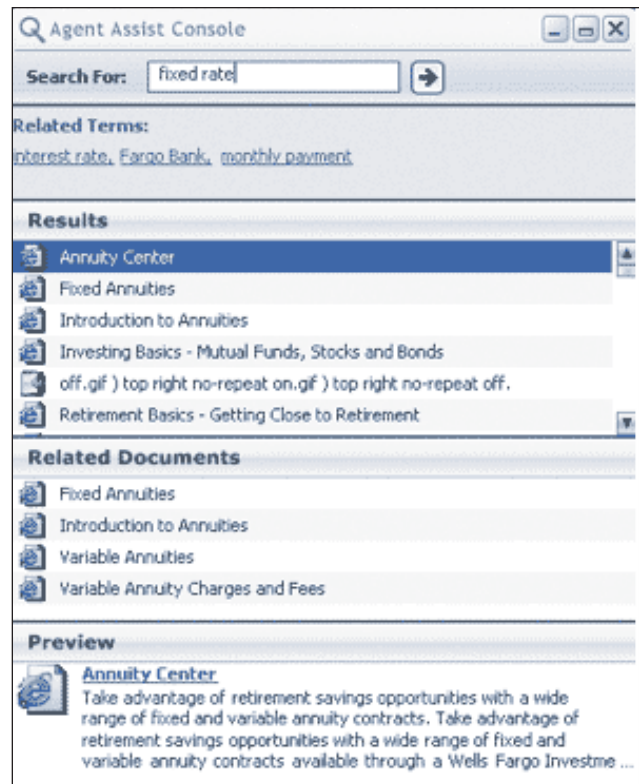 Agent Assist Console
Search For: fixed rate
Related Terms:
interest rate, Fargo Bank, monthly payment
Results
Annuity Center
Fixed Annuities
Introduction to Annuities
Investing Basics - Mutual Funds, Stocks and Bonds
off.gif ) top right no-repeat on.gif ) top right no-repeat off.
Retirement Basics - Getting Close to Retirement
Related Documents
Fixed Annuities
Introduction to Annuities
Variable Annuities
Variable Annuity Charges and Fees
Preview
Annuity Center
Take advantage of retirement savings opportunities with a wide
range of fixed and variable annuity contracts. Take advantage of
retirement savings opportunities with a wide range of fixed and
variable annuity contracts available through a Wells Fargo Investme ...